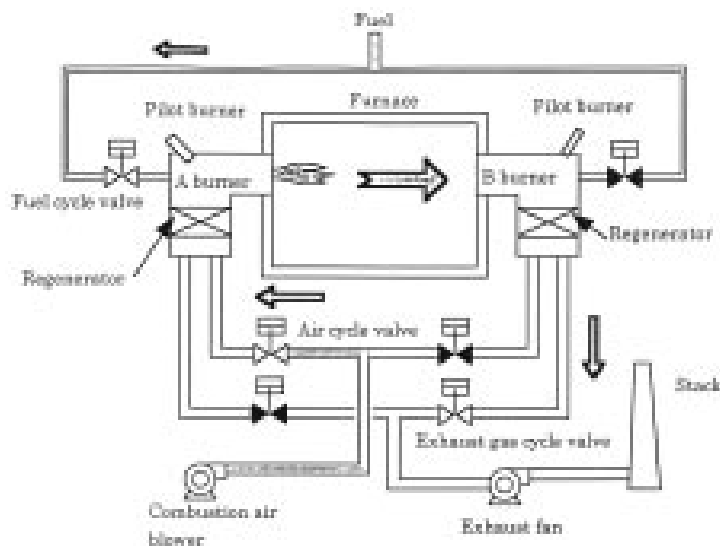 Fuel
Pilot burner
Furnace
Pilot burner
A burner
B burner
Fuel cycle valve
Regenerator
Regenerator
Air cycle valve
Stack
Exhaust gas cycle valve
Combustion air
blower
Exhaust fan